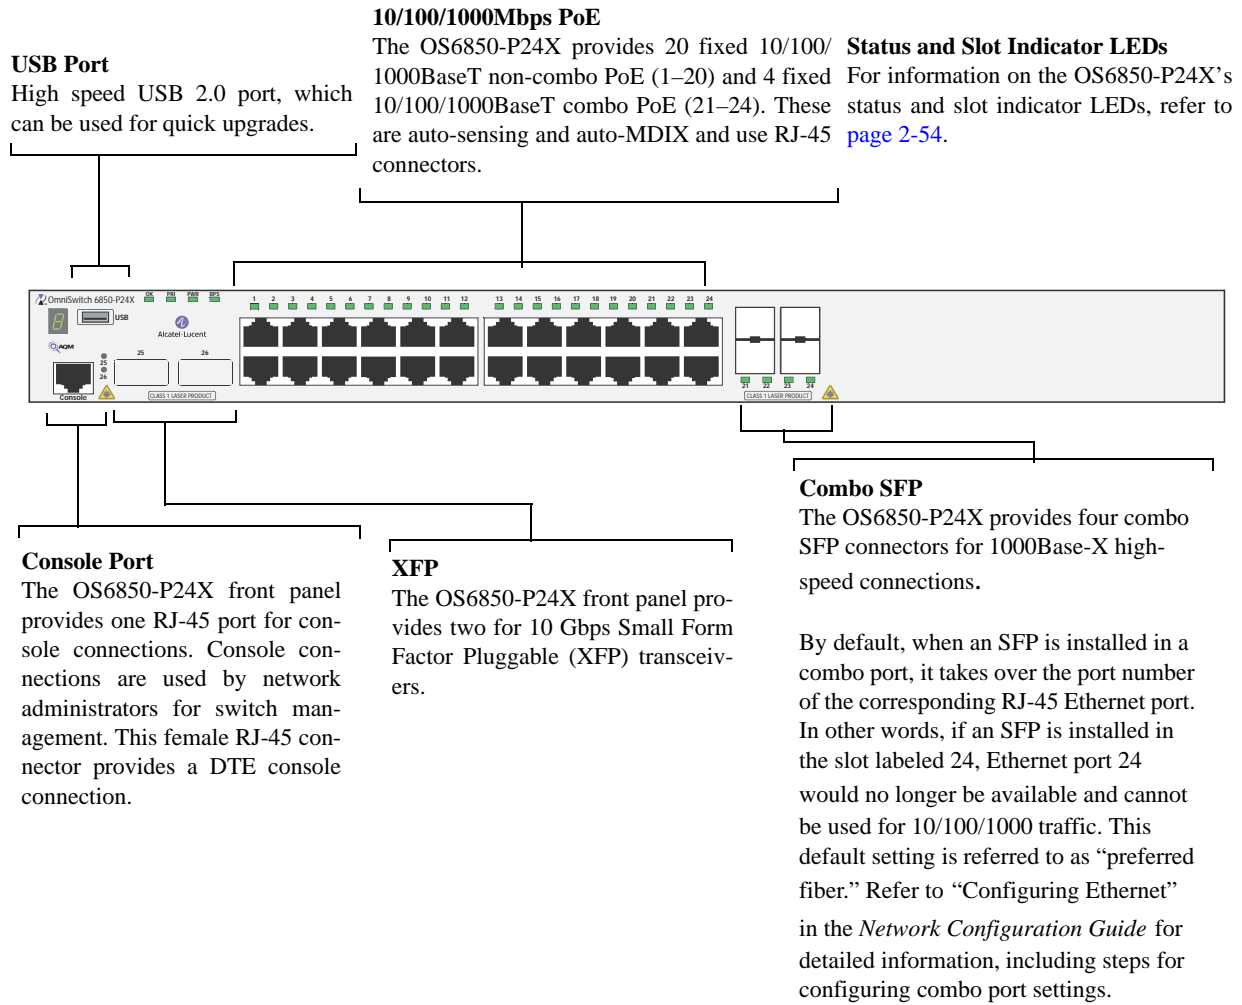 10/100/1000Mbps PoE
The OS6850-P24X provides 20 fixed 10/100/
1000BaseT non-combo PoE (1–20) and 4 fixed
10/100/1000BaseT combo PoE (21–24). These
are auto-sensing and auto-MDIX and use RJ-45
connectors.
Status and Slot Indicator LEDs
For information on the OS6850-P24X's
status and slot indicator LEDs, refer to
page 2-54.
USB Port
High speed USB 2.0 port, which
can be used for quick upgrades.
OmniSwitch 6850-P24X
OK PRI PWR BPS
1 2 3 4 5 6 7 8 9 10 11 12
13 14 15 16 17 18 19 20 21 22 23 24
8
USB
Alcatel·Lucent
AQM
25
26
25 26
Console
CLASS 1 LASER PRODUCT
21 22 23 24
CLASS 1 LASER PRODUCT
Console Port
The OS6850-P24X front panel
provides one RJ-45 port for con-
sole connections. Console con-
nections are used by network
administrators for switch man-
agement. This female RJ-45 con-
nector provides a DTE console
connection.
XFP
The OS6850-P24X front panel pro-
vides two for 10 Gbps Small Form
Factor Pluggable (XFP) transceiv-
ers.
Combo SFP
The OS6850-P24X provides four combo
SFP connectors for 1000Base-X high-
speed connections.
By default, when an SFP is installed in a
combo port, it takes over the port number
of the corresponding RJ-45 Ethernet port.
In other words, if an SFP is installed in
the slot labeled 24, Ethernet port 24
would no longer be available and cannot
be used for 10/100/1000 traffic. This
default setting is referred to as “preferred
fiber.” Refer to “Configuring Ethernet”
in the Network Configuration Guide for
detailed information, including steps for
configuring combo port settings.